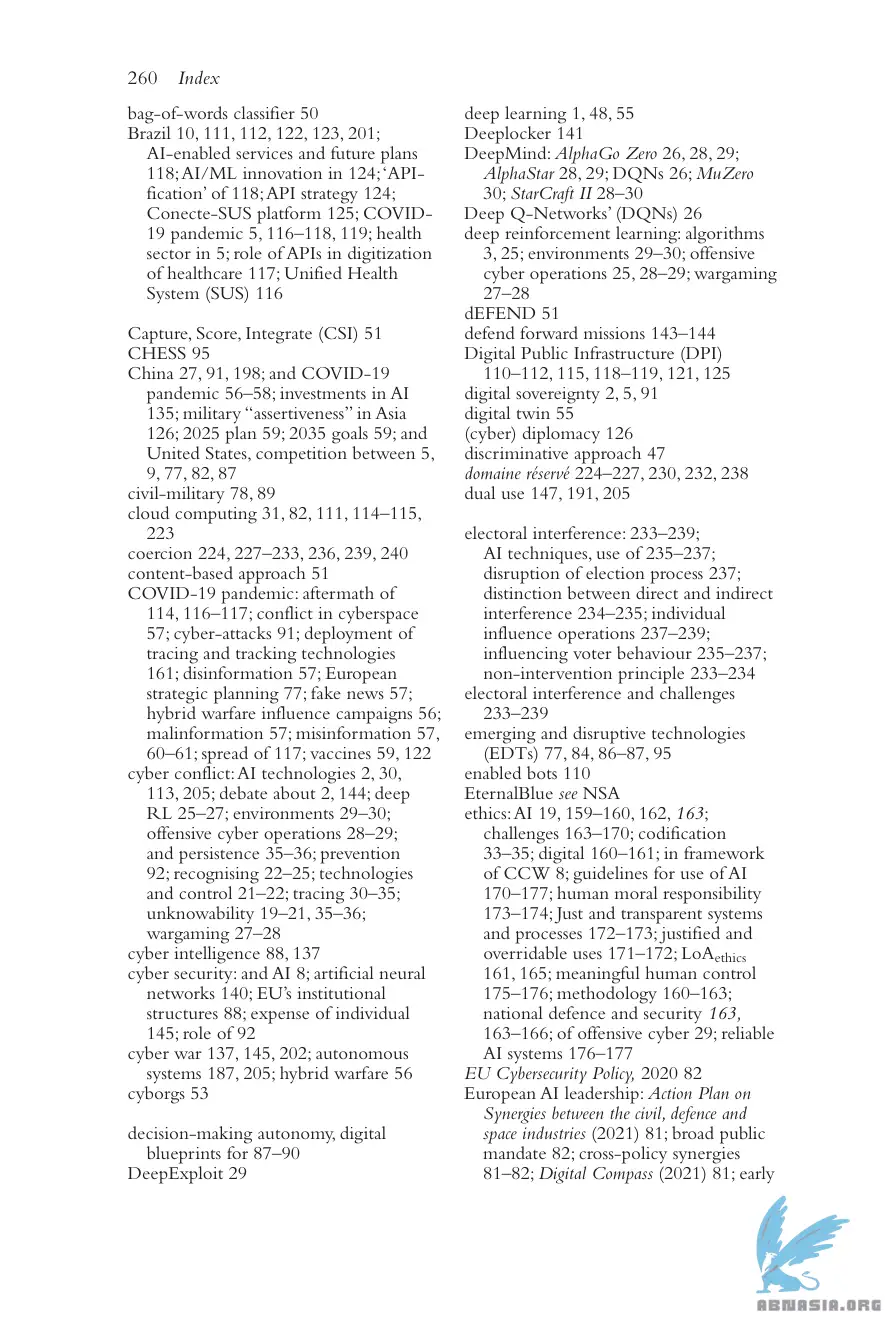 260 Index
bag-of-words classifier 50
Brazil 10, 111, 112, 122, 123, 201;
AI-enabled services and future plans
118; AI/ML innovation in 124; ‘API-
fication’ of 118; API strategy 124;
Conecte-SUS platform 125; COVID-
19 pandemic 5, 116–118, 119; health
sector in 5; role of APIs in digitization
of healthcare 117; Unified Health
System (SUS) 116
Capture, Score, Integrate (CSI) 51
CHESS 95
China 27, 91, 198; and COVID-19
pandemic 56–58; investments in AI
135; military “assertiveness” in Asia
126; 2025 plan 59; 2035 goals 59; and
United States, competition between 5,
9, 77, 82, 87
civil-military 78, 89
cloud computing 31, 82, 111, 114–115,
223
coercion 224, 227–233, 236, 239, 240
content-based approach 51
COVID-19 pandemic: aftermath of
114, 116–117; conflict in cyberspace
57; cyber-attacks 91; deployment of
tracing and tracking technologies
161; disinformation 57; European
strategic planning 77; fake news 57;
hybrid warfare influence campaigns 56;
malinformation 57; misinformation 57,
60–61; spread of 117; vaccines 59, 122
cyber conflict: AI technologies 2, 30,
113, 205; debate about 2, 144; deep
RL 25–27; environments 29–30;
offensive cyber operations 28–29;
and persistence 35–36; prevention
92; recognising 22–25; technologies
and control 21–22; tracing 30–35;
unknowability 19–21, 35–36;
wargaming 27–28
cyber intelligence 88, 137
cyber security: and AI 8; artificial neural
networks 140; EU’s institutional
structures 88; expense of individual
145; role of 92
cyber war 137, 145, 202; autonomous
systems 187, 205; hybrid warfare 56
cyborgs 53
decision-making autonomy, digital
blueprints for 87–90
DeepExploit 29
deep learning 1, 48, 55
Deeplocker 141
DeepMind: AlphaGo Zero 26, 28, 29;
AlphaStar 28, 29; DQNs 26; MuZero
30; StarCraft II 28–30
Deep Q-Networks’ (DQNs) 26
deep reinforcement learning: algorithms
3, 25; environments 29–30; offensive
cyber operations 25, 28–29; wargaming
27–28
dEFEND 51
defend forward missions 143–144
Digital Public Infrastructure (DPI)
110–112, 115, 118–119, 121, 125
digital sovereignty 2, 5, 91
digital twin 55
(cyber) diplomacy 126
discriminative approach 47
domaine réservé 224–227, 230, 232, 238
dual use 147, 191, 205
electoral interference: 233–239;
AI techniques, use of 235–237;
disruption of election process 237;
distinction between direct and indirect
interference 234–235; individual
influence operations 237–239;
influencing voter behaviour 235–237;
non-intervention principle 233–234
electoral interference and challenges
233–239
emerging and disruptive technologies
(EDTs) 77, 84, 86–87, 95
enabled bots 110
EternalBlue see NSA
ethics: AI 19, 159–160, 162, 163;
challenges 163–170; codification
33–35; digital 160–161; in framework
of CCW 8; guidelines for use of AI
170–177; human moral responsibility
173–174; Just and transparent systems
and processes 172–173; justified and
overridable uses 171–172; LoAethics
161, 165; meaningful human control
175–176; methodology 160–163;
national defence and security 163,
163–166; of offensive cyber 29; reliable
AI systems 176–177
EU Cybersecurity Policy, 2020 82
European AI leadership: Action Plan on
Synergies between the civil, defence and
space industries (2021) 81; broad public
mandate 82; cross-policy synergies
81–82; Digital Compass (2021) 81; early
ABNASIA.ORG